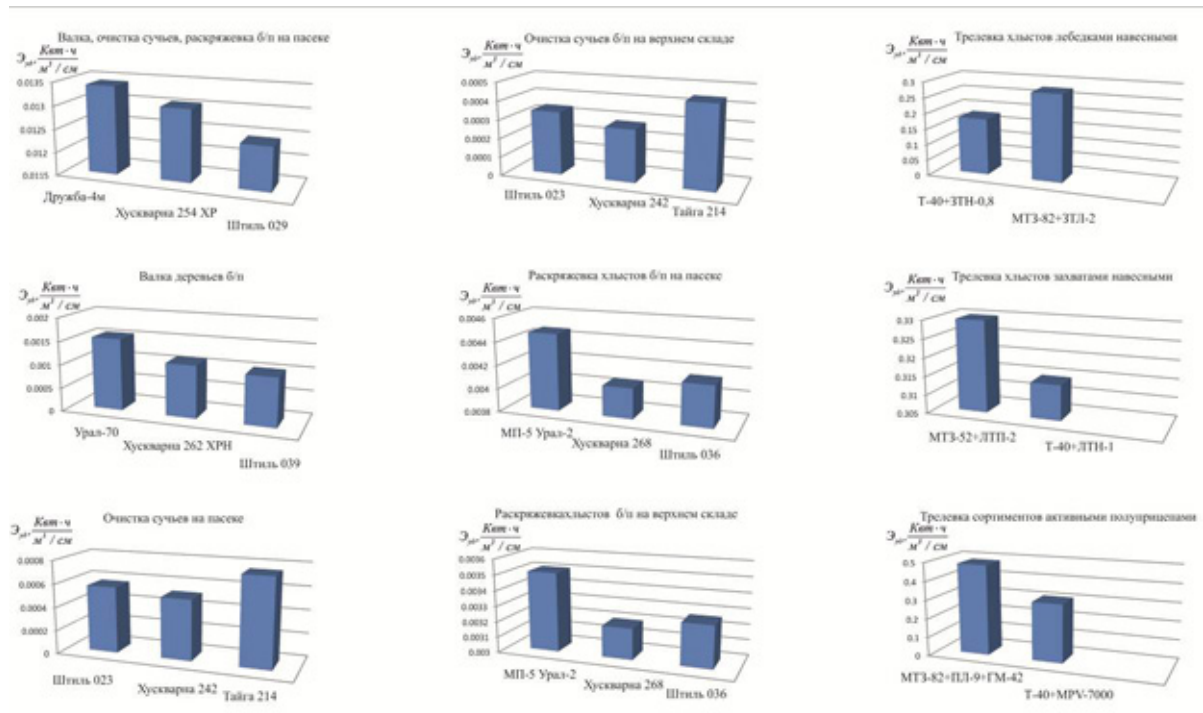 Валка, очистка сучьев, раскряжевка б/п на пасеке
Эуд, Квт · ч
м³ / см
0.0135
0.013
0.0125
0.012
0.0115
Дружба-4м
Хускварна 254 ХР
Штиль 029
Очистка сучьев б/п на верхнем складе
Эуд, Квт · ч
м³ / см
0.0005
0.0004
0.0003
0.0002
0.0001
0
Штиль 023
Хускварна 242
Тайга 214
Трелевка хлыстов лебедками навесными
Эуд, Квт · ч
м³ / см
0.3
0.25
0.2
0.15
0.1
0.05
0
Т-40+ЗТН-0,8
МТЗ-82+ЗТЛ-2
Валка деревьев б/п
Эуд, Квт · ч
м³ / см
0.002
0.0015
0.001
0.0005
0
Урал-70
Хускварна 262 ХРН
Штиль 039
Раскряжевка хлыстов б/п на пасеке
Эуд, Квт · ч
м³ / см
0.0046
0.0044
0.0042
0.004
0.0038
МП-5 Урал-2
Хускварна 268
Штиль 036
Трелевка хлыстов захватами навесными
Эуд, Квт · ч
м³ / см
0.33
0.325
0.32
0.315
0.31
0.305
МТЗ-52+ЛТП-2
Т-40+ЛТН-1
Очистка сучьев на пасеке
Эуд, Квт · ч
м³ / см
0.0008
0.0006
0.0004
0.0002
0
Штиль 023
Хускварна 242
Тайга 214
Раскряжевкахлыстов б/п на верхнем складе
Эуд, Квт · ч
м³ / см
0.0036
0.0035
0.0034
0.0033
0.0032
0.0031
0.003
МП-5 Урал-2
Хускварна 268
Штиль 036
Трелевка сортиментов активными полуприцепами
Эуд, Квт · ч
м³ / см
0.5
0.4
0.3
0.2
0.1
0
МТЗ-82+ПЛ-9+ГМ-42
Т-40+MPV-7000